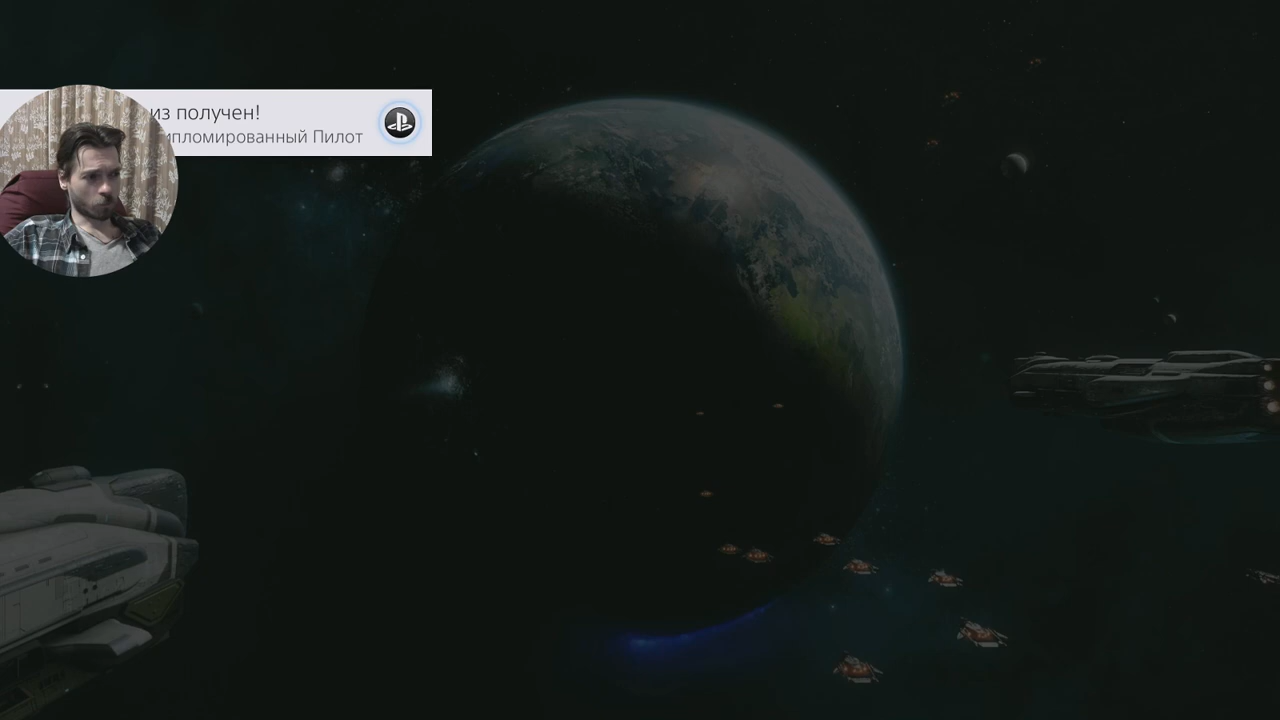 из получен!
пломированный Пилот